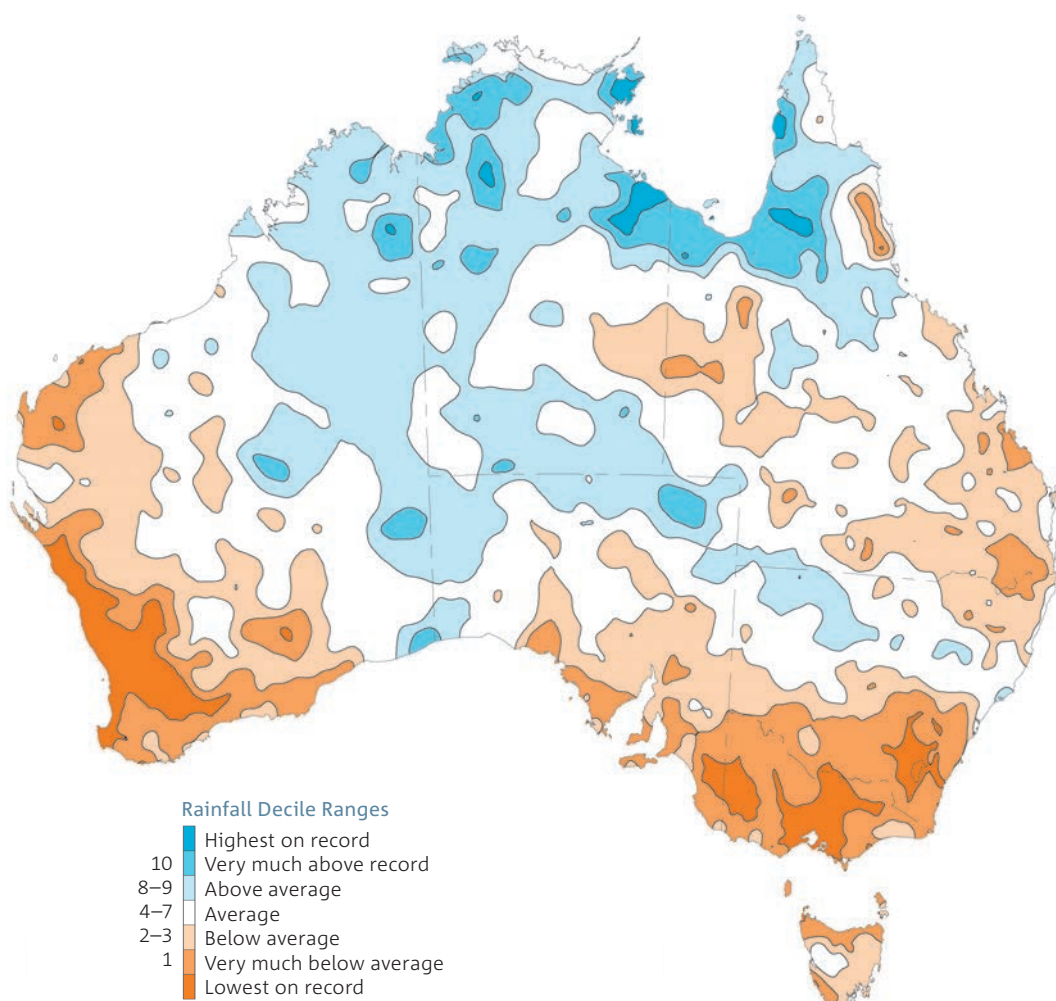 Rainfall Decile Ranges
Highest on record
10 Very much above record
8–9 Above average
4–7 Average
2–3 Below average
1 Very much below average
Lowest on record